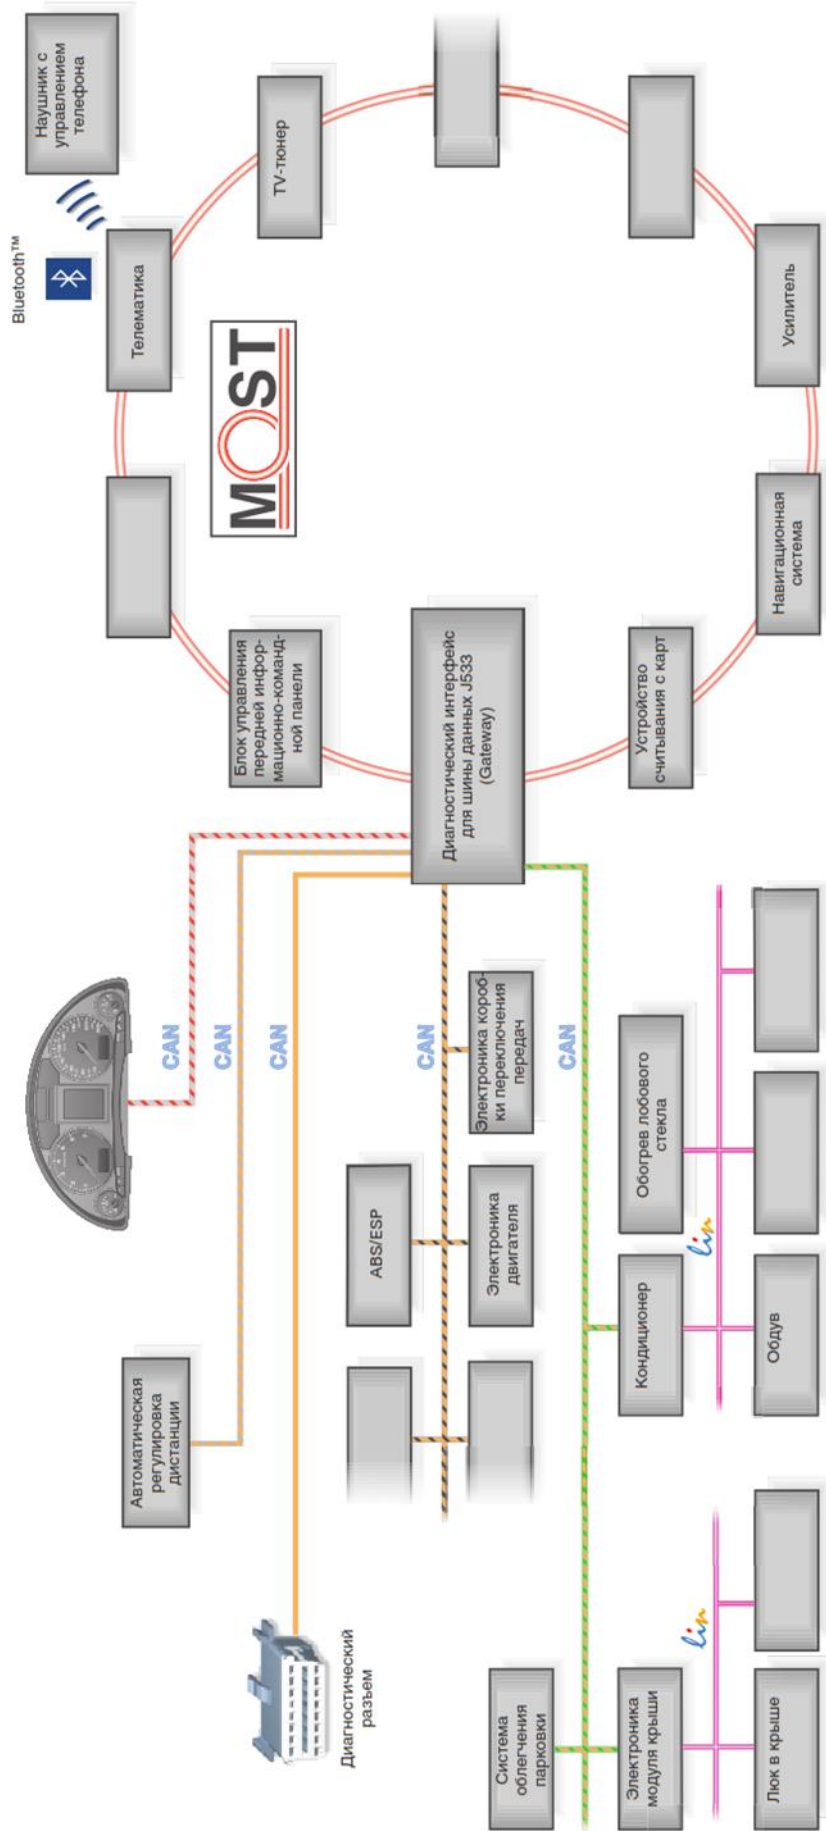 Диагностический
разъем
Автоматическая
регулировка
дистанции
CAN
CAN
CAN
CAN
CAN
ABS/ESP
Электроника
двигателя
Электроника короб-
ки переключения
передач
Система
облегчения
парковки
Электроника
модуля крыши
lin
Люк в крыше
Кондиционер
Обогрев лобового
стекла
lin
Обдув
Диагностический интерфейс
для шины данных J533
(Gateway)
Блок управления
передней инфор-
мационно-команд-
ной панели
MOST
Bluetooth™
Телематика
Наушник с
управлением
телефона
TV-тюнер
Усилитель
Навигационная
система
Устройство
считывания с карт